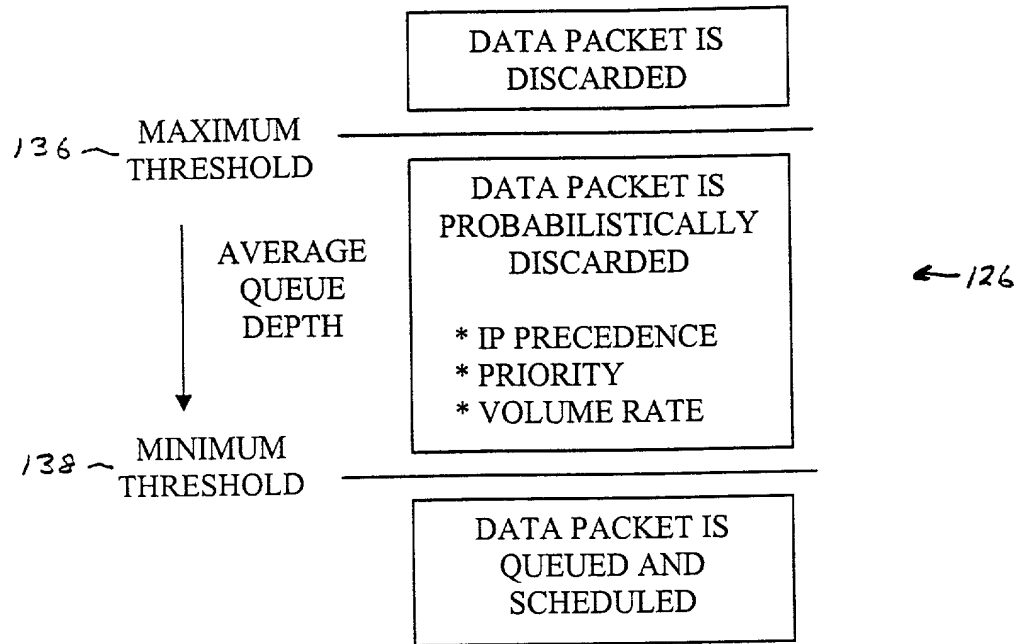 DATA PACKET IS
DISCARDED
136
MAXIMUM
THRESHOLD
DATA PACKET IS
PROBABILISTICALLY
DISCARDED
* IP PRECEDENCE
* PRIORITY
* VOLUME RATE
AVERAGE
QUEUE
DEPTH
126
138
MINIMUM
THRESHOLD
DATA PACKET IS
QUEUED AND
SCHEDULED